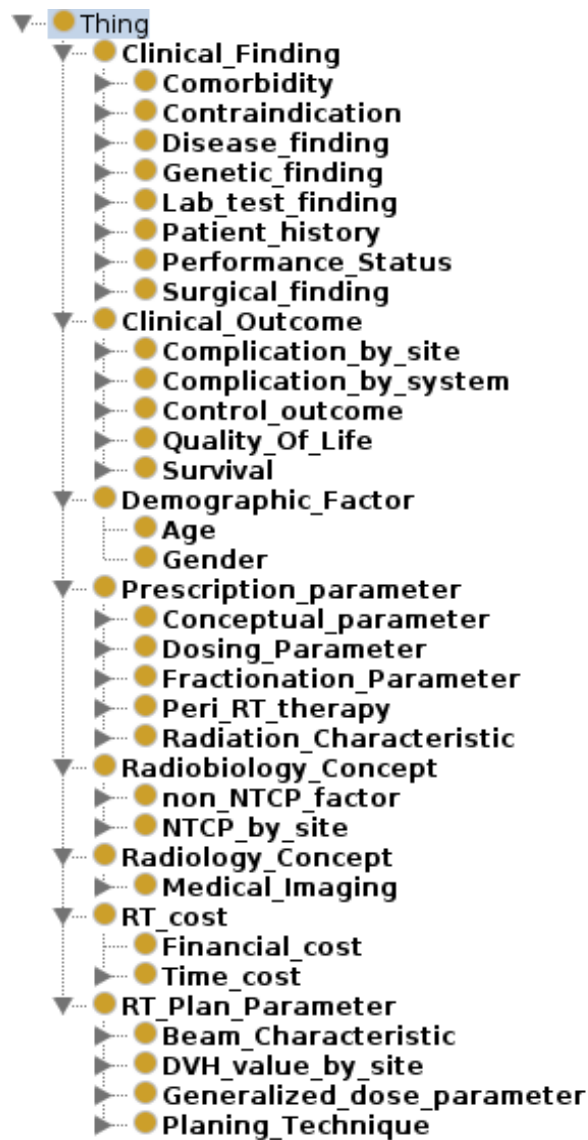 Thing
Clinical_Finding
Comorbidity
Contraindication
Disease_finding
Genetic_finding
Lab_test_finding
Patient_history
Performance_Status
Surgical_finding
Clinical_Outcome
Complication_by_site
Complication_by_system
Control_outcome
Quality_Of_Life
Survival
Demographic_Factor
Age
Gender
Prescription_parameter
Conceptual_parameter
Dosing_Parameter
Fractionation_Parameter
Peri_RT_therapy
Radiation_Characteristic
Radiobiology_Concept
non_NTCP_factor
NTCP_by_site
Radiology_Concept
Medical_Imaging
RT_cost
Financial_cost
Time_cost
RT_Plan_Parameter
Beam_Characteristic
DVH_value_by_site
Generalized_dose_parameter
Planing_Technique